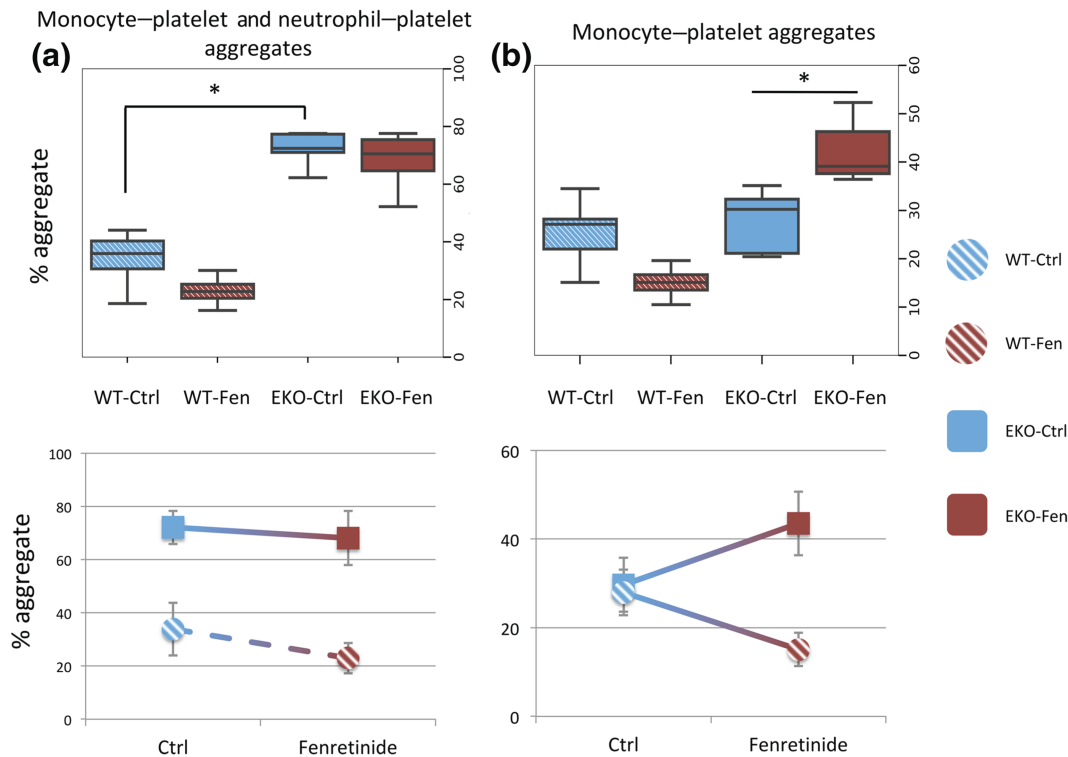 Monocyte–platelet and neutrophil–platelet
aggregates
(a)
*
% aggregate
100
80
60
40
20
0
WT-Ctrl WT-Fen EKO-Ctrl EKO-Fen
Monocyte–platelet aggregates
(b)
*
60
50
40
30
20
10
0
WT-Ctrl WT-Fen EKO-Ctrl EKO-Fen
WT-Ctrl
WT-Fen
EKO-Ctrl
EKO-Fen
% aggregate
100
80
60
40
20
0
Ctrl Fenretinide
60
40
20
0
Ctrl Fenretinide